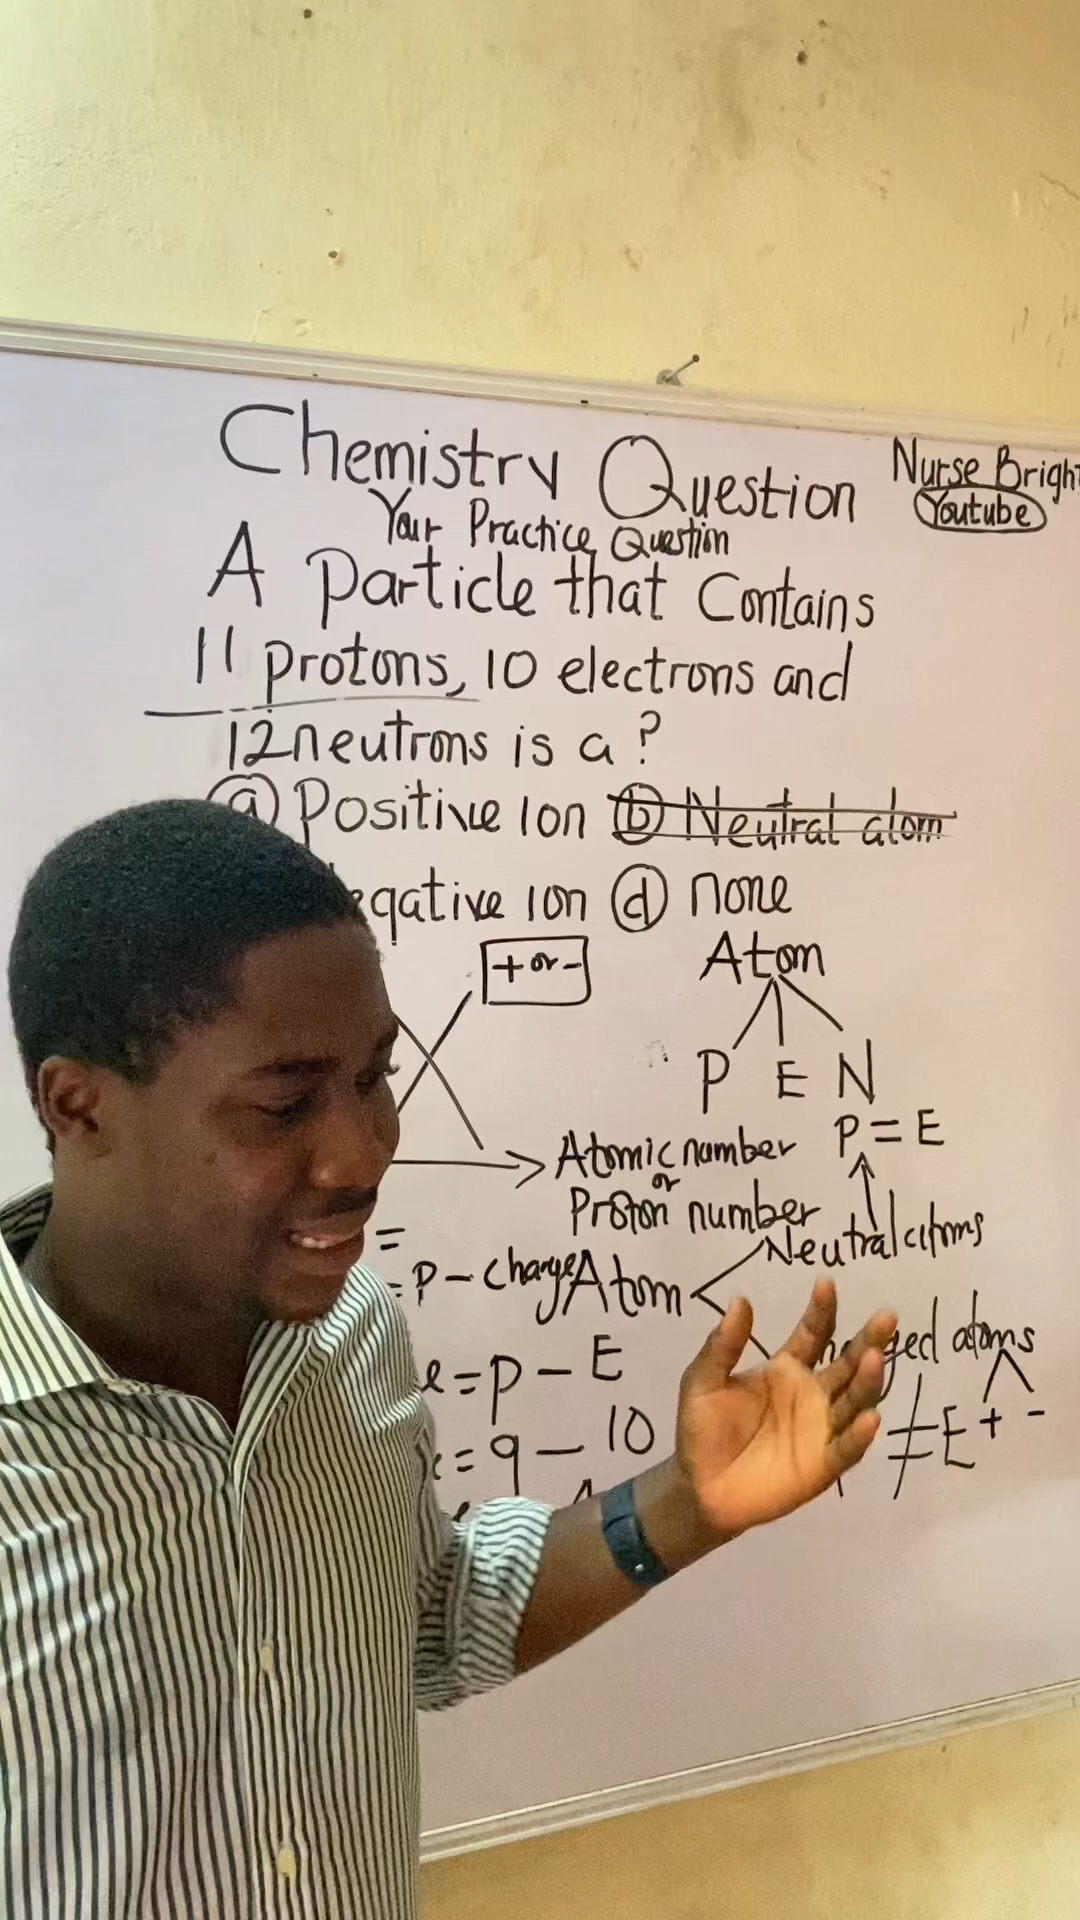 Chemistry Question
Nurse Bright
Youtube
Your Practice Question
A Particle that Contains
11 protons, 10 electrons and
12 neutrons is a ?
(a) Positive Ion (b) Neutral atom
egative Ion (d) none
+ or -
Atom
P E N
P = E
Atomic number
or
Proton number
Neutral atoms
=
= P - charge
Atom
ged atoms
e = P - E
≠ E + -
= 9 - 10